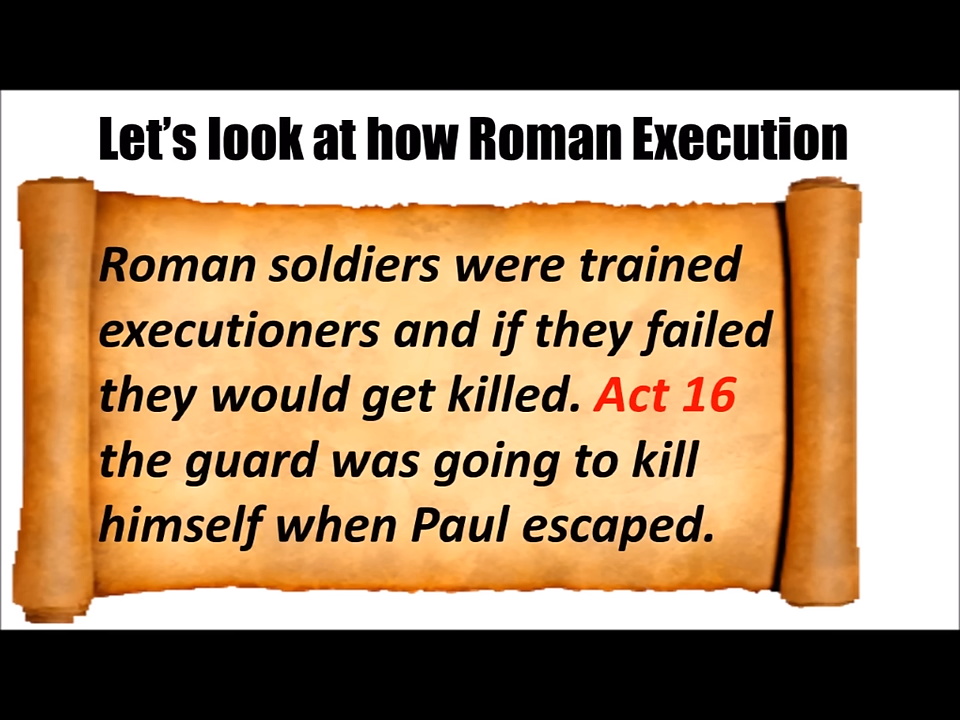 Let’s look at how Roman Execution
Roman soldiers were trained
executioners and if they failed
they would get killed. Act 16
the guard was going to kill
himself when Paul escaped.